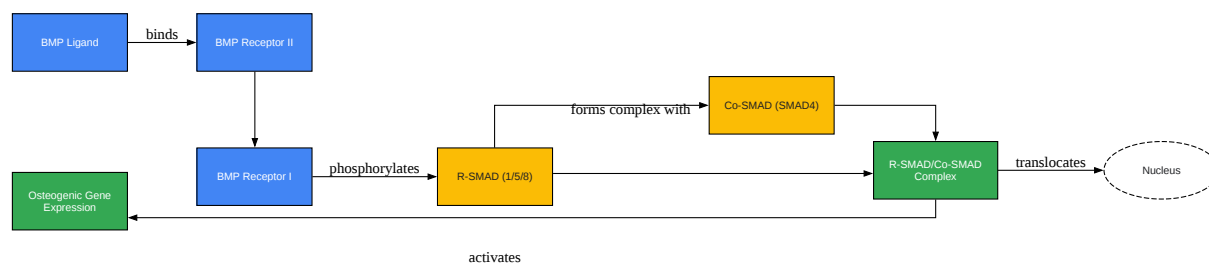 BMP Ligand
binds
BMP Receptor II
forms complex with
Co-SMAD (SMAD4)
BMP Receptor I
phosphorylates
R-SMAD (1/5/8)
R-SMAD/Co-SMAD
Complex
translocates
Nucleus
Osteogenic Gene
Expression
activates